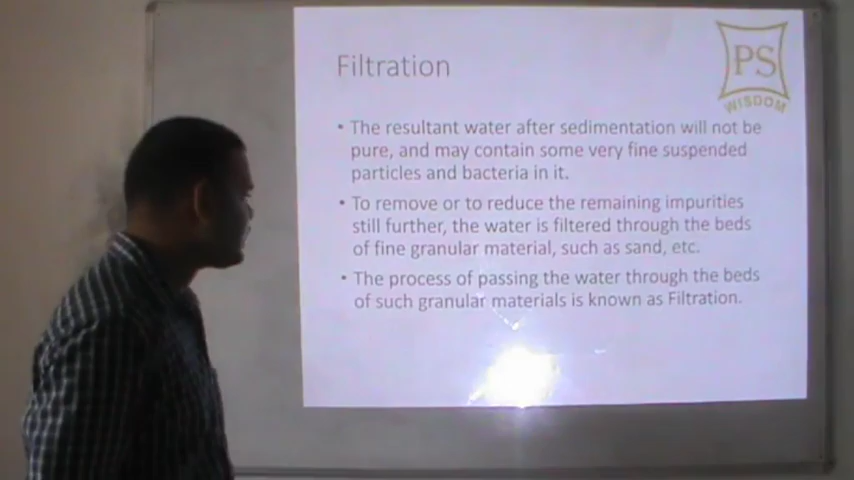 Filtration
PS
WISDOM
• The resultant water after sedimentation will not be
pure, and may contain some very fine suspended
particles and bacteria in it.
• To remove or to reduce the remaining impurities
still further, the water is filtered through the beds
of fine granular material, such as sand, etc.
• The process of passing the water through the beds
of such granular materials is known as Filtration.